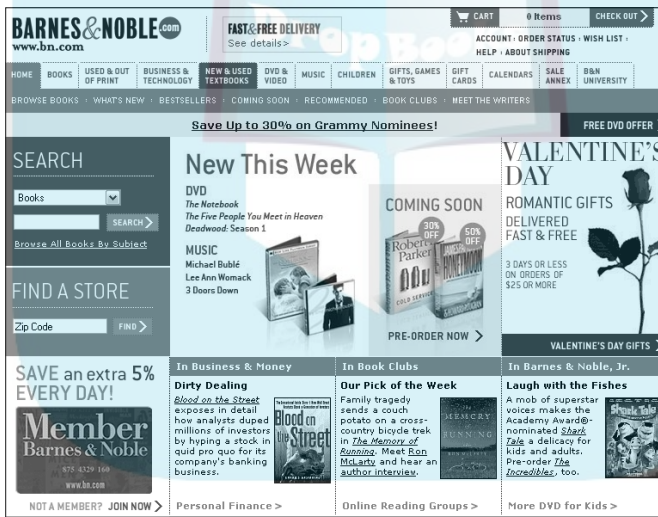 BARNES&NOBLE.com
www.bn.com
FAST&FREE DELIVERY
See details>
CART
0 Items
CHECK OUT >
ACCOUNT : ORDER STATUS : WISH LIST :
HELP : ABOUT SHIPPING
HOME
BOOKS
USED & OUT OF PRINT
BUSINESS & TECHNOLOGY
NEW & USED TEXTBOOKS
DVD & VIDEO
MUSIC
CHILDREN
GIFTS, GAMES & TOYS
GIFT CARDS
CALENDARS
SALE ANNEX
B&N UNIVERSITY
BROWSE BOOKS : WHAT'S NEW : BESTSELLERS : COMING SOON : RECOMMENDED : BOOK CLUBS : MEET THE WRITERS
Save Up to 30% on Grammy Nominees!
FREE DVD OFFER
SEARCH
Books
SEARCH >
Browse All Books By Subject
FIND A STORE
Zip Code
FIND >
New This Week
DVD
The Notebook
The Five People You Meet in Heaven
Deadwood: Season 1
MUSIC
Michael Bublé
Lee Ann Womack
3 Doors Down
COMING SOON
30% OFF
50% OFF
Robert
Parker
COLD SERVICE
HONEYMOON
PRE-ORDER NOW >
VALENTINE'S
DAY
ROMANTIC GIFTS
DELIVERED
FAST & FREE
3 DAYS OR LESS
ON ORDERS OF
$25 OR MORE
VALENTINE'S DAY GIFTS >
SAVE an extra 5%
EVERY DAY!
Member
Barnes & Noble
875 4329 160
www.bn.com
NOT A MEMBER? JOIN NOW >
In Business & Money
Dirty Dealing
Blood on the Street
exposes in detail
how analysts duped
millions of investors
by hyping a stock in
quid pro quo for its
company's banking
business.
Blood
on
the Street
Personal Finance >
In Book Clubs
Our Pick of the Week
Family tragedy
sends a couch
potato on a cross-
country bicycle trek
in The Memory of
Running. Meet Ron
McLarty and hear an
author interview.
MEMORY
RUNNING
Online Reading Groups >
In Barnes & Noble, Jr.
Laugh with the Fishes
A mob of superstar
voices makes the
Academy Award®-
nominated Shark
Tale a delicacy for
kids and adults.
Pre-order The
Incredibles, too.
Shark Tale
More DVD for Kids >